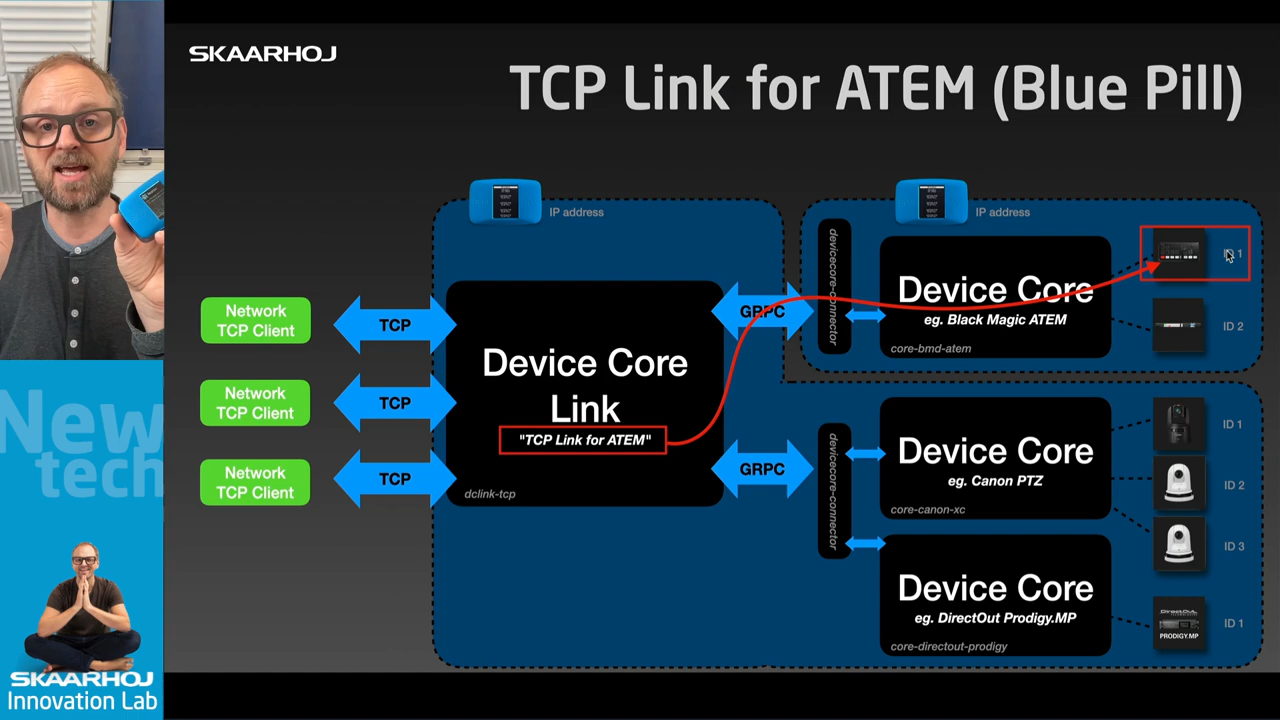 SKAARHOJ
TCP Link for ATEM (Blue Pill)
IP address
IP address
Network
TCP Client
TCP
Network
TCP Client
TCP
Network
TCP Client
TCP
Device Core
Link
"TCP Link for ATEM"
dclink-tcp
GRPC
GRPC
devicecore-connector
Device Core
eg. Black Magic ATEM
core-bmd-atem
ID 1
ID 2
devicecore-connector
Device Core
eg. Canon PTZ
core-canon-xc
ID 1
ID 2
ID 3
Device Core
eg. DirectOut Prodigy.MP
core-directout-prodigy
DirectOut
PRODIGY.MP
ID 1
New
tech
SKAARHOJ
Innovation Lab